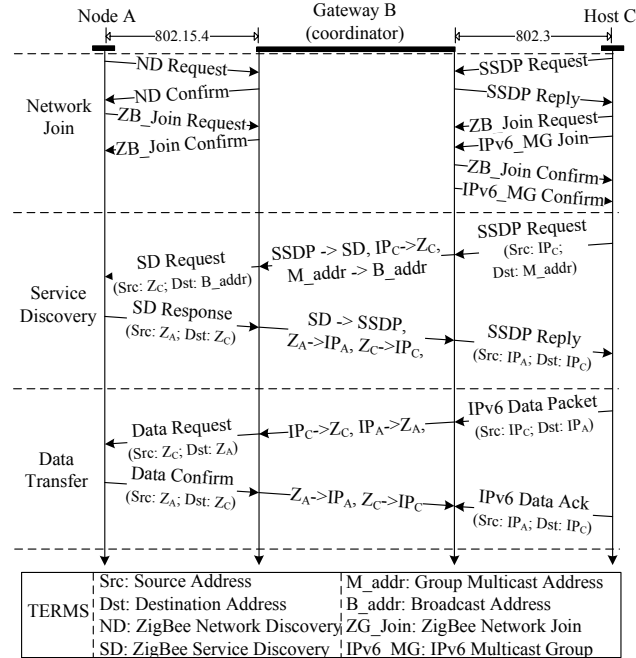 Node A
Gateway B
(coordinator)
Host C
802.15.4
802.3
Network
Join
ND Request
ND Confirm
ZB_Join Request
ZB_Join Confirm
SSDP Request
SSDP Reply
ZB_Join Request
IPv6_MG Join
ZB_Join Confirm
IPv6_MG Confirm
Service
Discovery
SD Request
(Src: ZC; Dst: B_addr)
SSDP -> SD, IPC->ZC,
M_addr -> B_addr
SSDP Request
(Src: IPC;
Dst: M_addr)
SD Response
(Src: ZA; Dst: ZC)
SD -> SSDP,
ZA->IPA, ZC->IPC,
SSDP Reply
(Src: IPA; Dst: IPC)
Data
Transfer
Data Request
(Src: ZC; Dst: ZA)
IPC->ZC, IPA->ZA,
IPv6 Data Packet
(Src: IPC; Dst: IPA)
Data Confirm
(Src: ZA; Dst: ZC)
ZA->IPA, ZC->IPC
IPv6 Data Ack
(Src: IPA; Dst: IPC)
TERMS
Src: Source Address
Dst: Destination Address
ND: ZigBee Network Discovery
SD: ZigBee Service Discovery
M_addr: Group Multicast Address
B_addr: Broadcast Address
ZG_Join: ZigBee Network Join
IPv6_MG: IPv6 Multicast Group